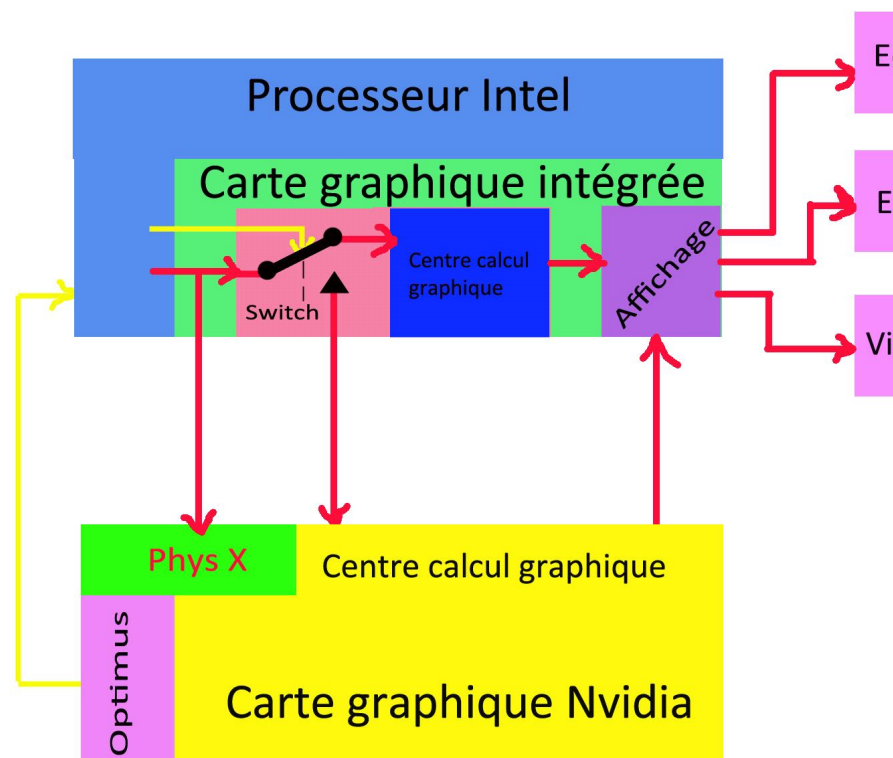 Processeur Intel
Carte graphique intégrée
Centre calcul
graphique
Switch
Affichage
Phys X
Centre calcul graphique
Optimus
Carte graphique Nvidia